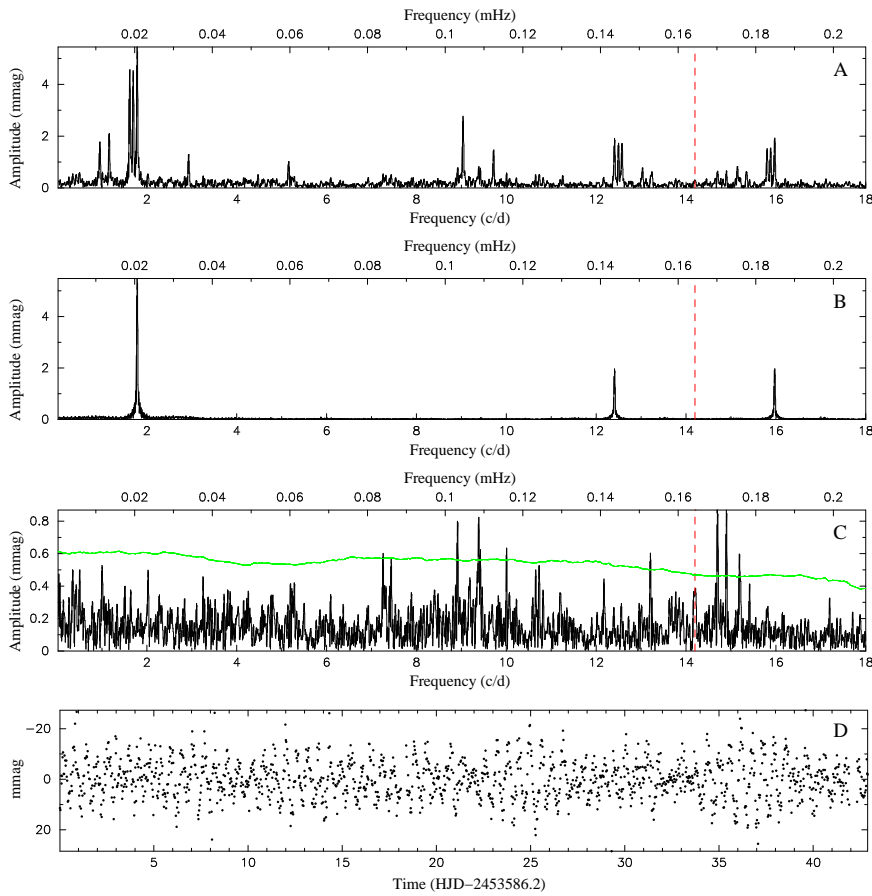 Frequency (mHz)
0.02 0.04 0.06 0.08 0.1 0.12 0.14 0.16 0.18 0.2
A
Amplitude (mmag)
4
2
0
2 4 6 8 10 12 14 16 18
Frequency (c/d)
Frequency (mHz)
0.02 0.04 0.06 0.08 0.1 0.12 0.14 0.16 0.18 0.2
B
Amplitude (mmag)
4
2
0
2 4 6 8 10 12 14 16 18
Frequency (c/d)
Frequency (mHz)
0.02 0.04 0.06 0.08 0.1 0.12 0.14 0.16 0.18 0.2
C
Amplitude (mmag)
0.8
0.6
0.4
0.2
0
2 4 6 8 10 12 14 16 18
Frequency (c/d)
D
mmag
−20
0
20
5 10 15 20 25 30 35 40
Time (HJD−2453586.2)